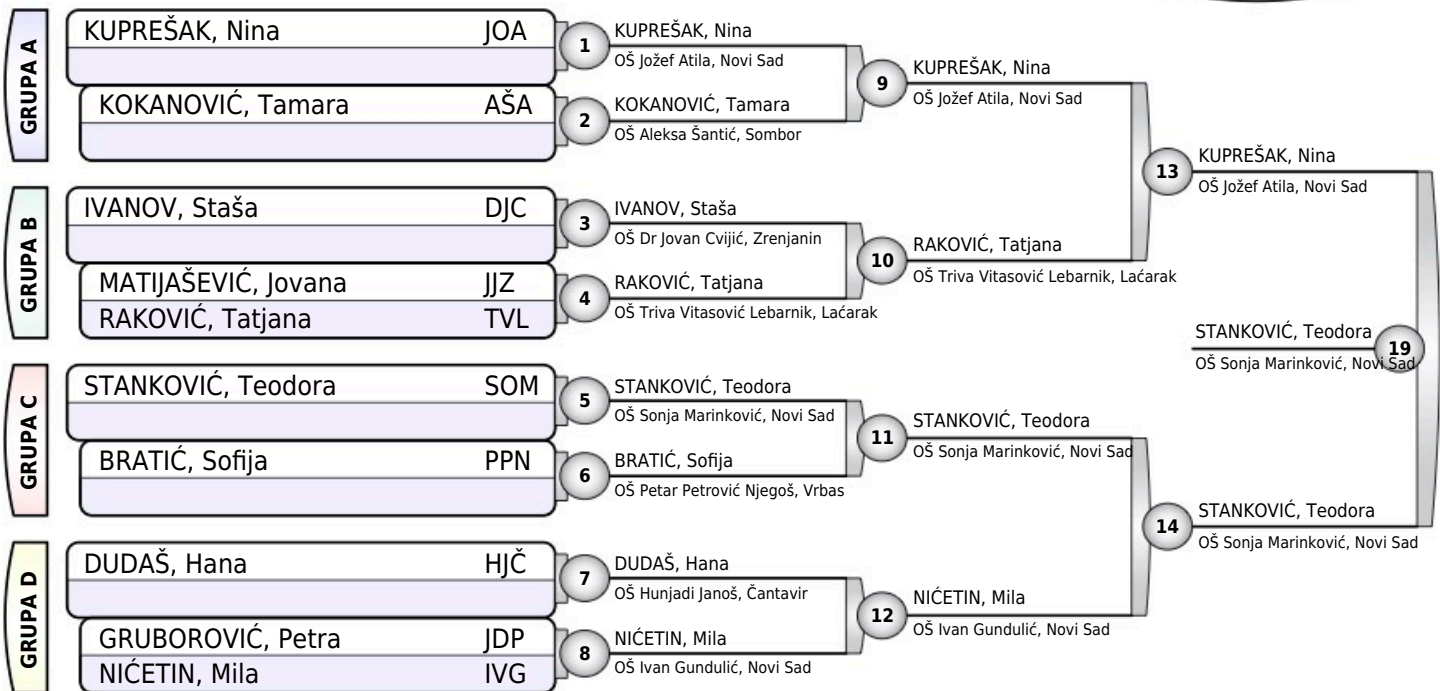 GRUPA A
KUPREŠAK, Nina JOA
KOKANOVIĆ, Tamara AŠA
GRUPA B
IVANOV, Staša DJC
MATIJAŠEVIĆ, Jovana JJZ
RAKOVIĆ, Tatjana TVL
GRUPA C
STANKOVIĆ, Teodora SOM
BRATIĆ, Sofija PPN
GRUPA D
DUDAŠ, Hana HJČ
GRUBOROVIĆ, Petra JDP
NIĆETIN, Mila IVG
1
KUPREŠAK, Nina
OŠ Jožef Atila, Novi Sad
2
KOKANOVIĆ, Tamara
OŠ Aleksa Šantić, Sombor
3
IVANOV, Staša
OŠ Dr Jovan Cvijić, Zrenjanin
4
RAKOVIĆ, Tatjana
OŠ Triva Vitasović Lebarnik, Laćarak
5
STANKOVIĆ, Teodora
OŠ Sonja Marinković, Novi Sad
6
BRATIĆ, Sofija
OŠ Petar Petrović Njegoš, Vrbas
7
DUDAŠ, Hana
OŠ Hunjadi Janoš, Čantavir
8
NIĆETIN, Mila
OŠ Ivan Gundulić, Novi Sad
9
KUPREŠAK, Nina
OŠ Jožef Atila, Novi Sad
10
RAKOVIĆ, Tatjana
OŠ Triva Vitasović Lebarnik, Laćarak
11
STANKOVIĆ, Teodora
OŠ Sonja Marinković, Novi Sad
12
NIĆETIN, Mila
OŠ Ivan Gundulić, Novi Sad
13
KUPREŠAK, Nina
OŠ Jožef Atila, Novi Sad
14
STANKOVIĆ, Teodora
OŠ Sonja Marinković, Novi Sad
STANKOVIĆ, Teodora
19
OŠ Sonja Marinković, Novi Sad